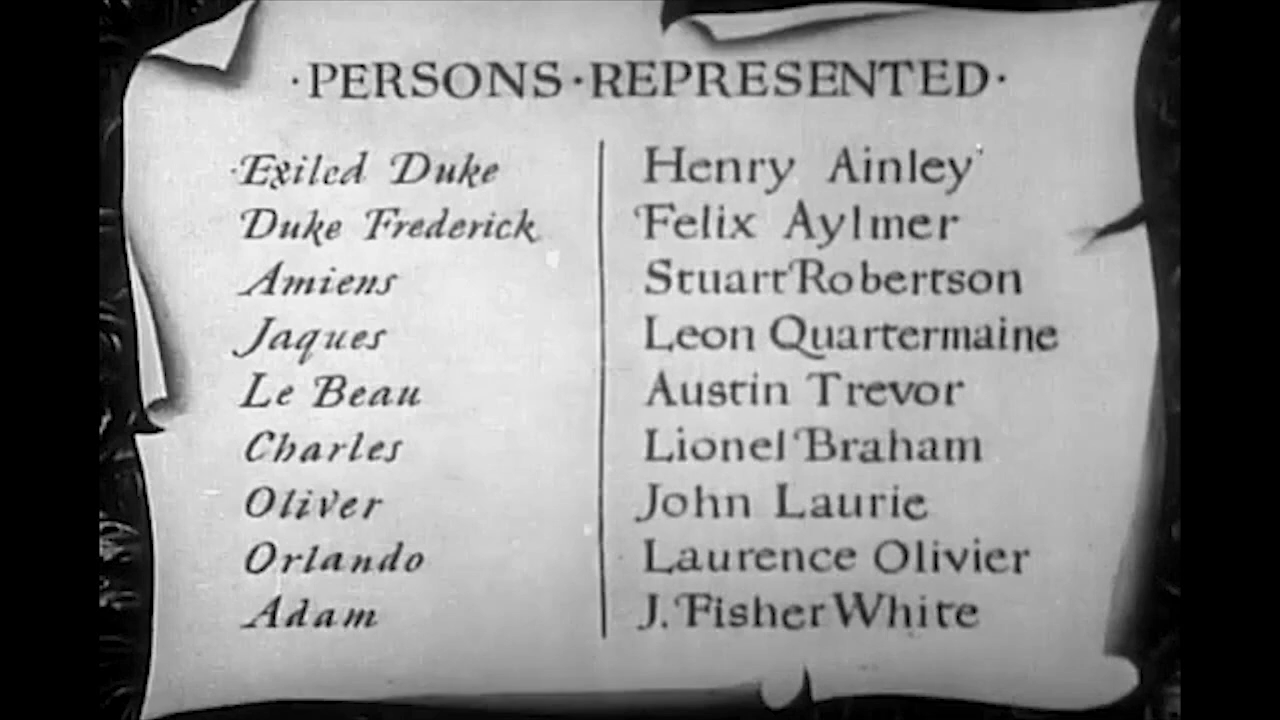 ·PERSONS·REPRESENTED·
Exiled Duke Henry Ainley
Duke Frederick Felix Aylmer
Amiens Stuart Robertson
Jaques Leon Quartermaine
Le Beau Austin Trevor
Charles Lionel Braham
Oliver John Laurie
Orlando Laurence Olivier
Adam J. Fisher White